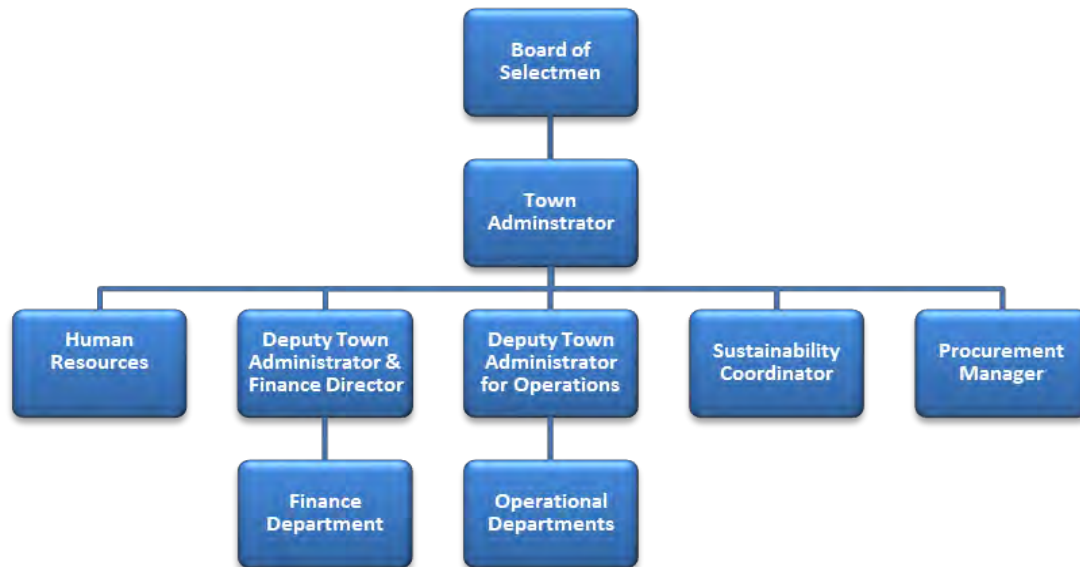 Board of
Selectmen
Town
Adminstrator
Human
Resources
Deputy Town
Administrator &
Finance Director
Deputy Town
Administrator
for Operations
Sustainability
Coordinator
Procurement
Manager
Finance
Department
Operational
Departments